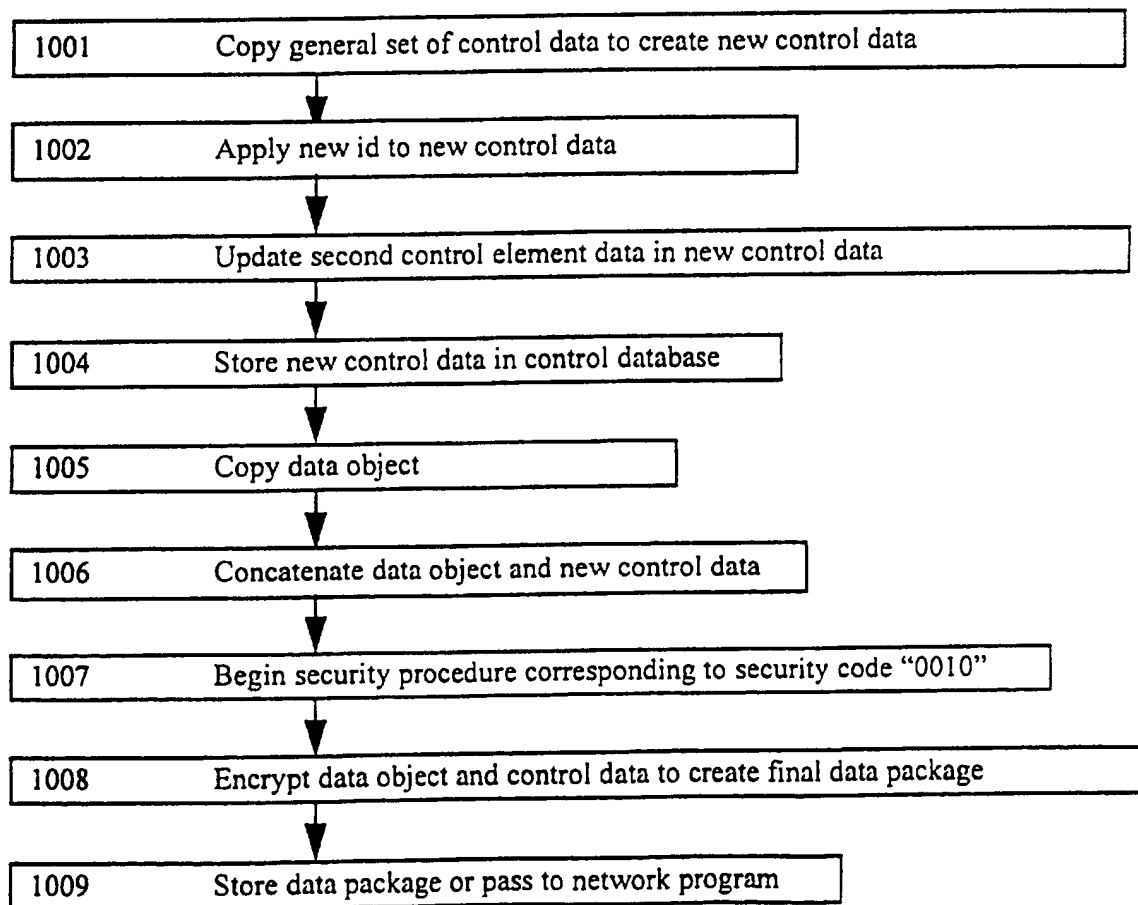 1001 Copy general set of control data to create new control data
1002 Apply new id to new control data
1003 Update second control element data in new control data
1004 Store new control data in control database
1005 Copy data object
1006 Concatenate data object and new control data
1007 Begin security procedure corresponding to security code “0010”
1008 Encrypt data object and control data to create final data package
1009 Store data package or pass to network program